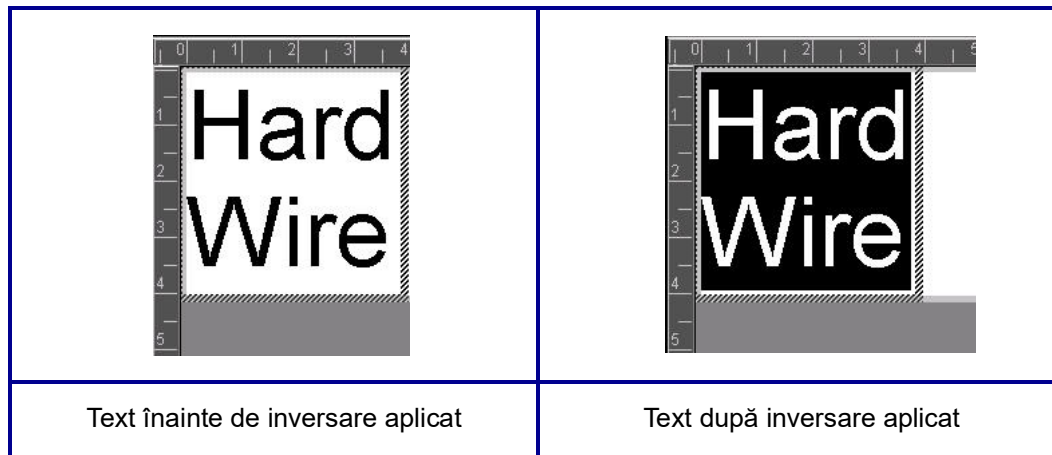 0 1 2 3 4
1
2
3
4
5
Hard
Wire
0 1 2 3 4 5
1
2
3
4
5
Hard
Wire
Text înainte de inversare aplicat
Text după inversare aplicat